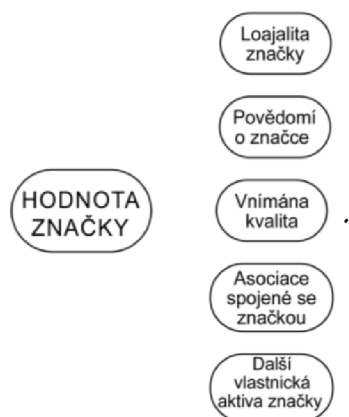 Loajalita
značky
Povědomí
o značce
HODNOTA
ZNAČKY
Vnímána
kvalita
.
Asociace
spojené se
značkou
Další
vlastnická
aktiva značky